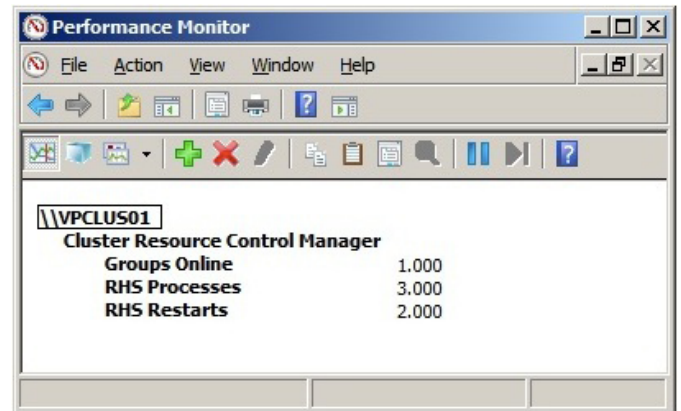 Performance Monitor
File Action View Window Help
\\VPCLUS01
Cluster Resource Control Manager
Groups Online 1.000
RHS Processes 3.000
RHS Restarts 2.000